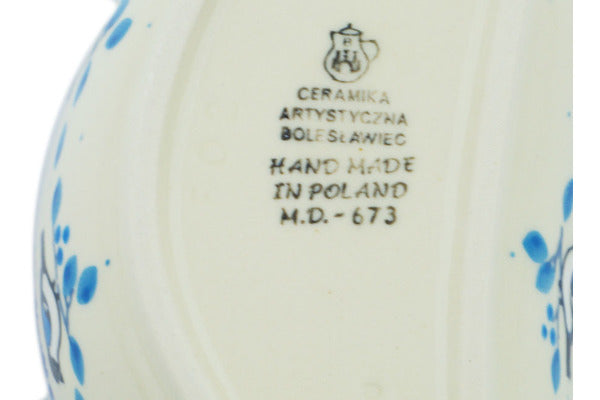 CERAMIKA
ARTYSTYCZNA
BOLESŁAWIEC
HAND MADE
IN POLAND
M.D. - 673